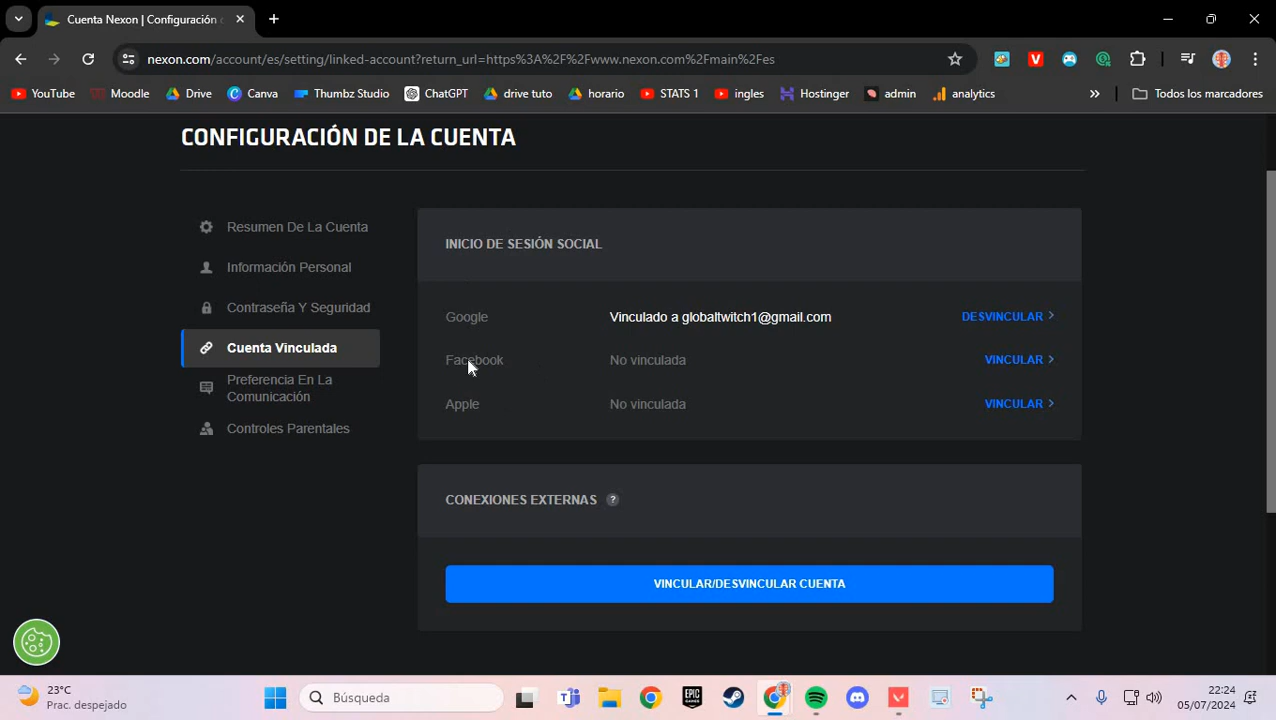 Cuenta Nexon | Configuración d
nexon.com/account/es/setting/linked-account?return_url=https%3A%2F%2Fwww.nexon.com%2Fmain%2Fes
YouTube Moodle Drive Canva Thumbz Studio ChatGPT drive tuto horario STATS 1 ingles Hostinger admin analytics » Todos los marcadores
CONFIGURACIÓN DE LA CUENTA
Resumen De La Cuenta
Información Personal
Contraseña Y Seguridad
Cuenta Vinculada
Preferencia En La
Comunicación
Controles Parentales
INICIO DE SESIÓN SOCIAL
Google Vinculado a globaltwitch1@gmail.com DESVINCULAR >
Facebook No vinculada VINCULAR >
Apple No vinculada VINCULAR >
CONEXIONES EXTERNAS ?
VINCULAR/DESVINCULAR CUENTA
23°C
Prac. despejado
Búsqueda
EPIC GAMES
22:24
05/07/2024